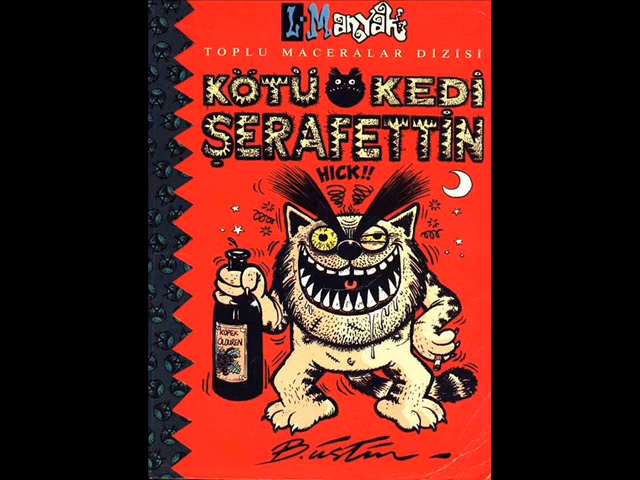 L-Manyak
TOPLU MACERALAR DİZİSİ
KÖTÜ KEDİ
ŞERAFETTİN
HICK!!
KÖPEK
ÖLDÜREN
B.üstün